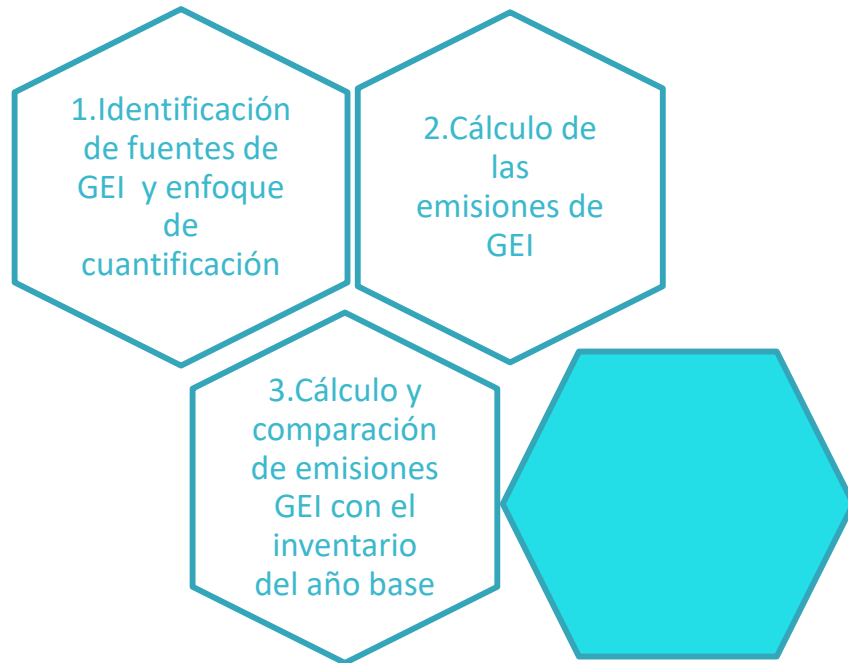 1.Identificación
de fuentes de
GEI y enfoque
de
cuantificación
2.Cálculo de
las
emisiones de
GEI
3.Cálculo y
comparación
de emisiones
GEI con el
inventario
del año base